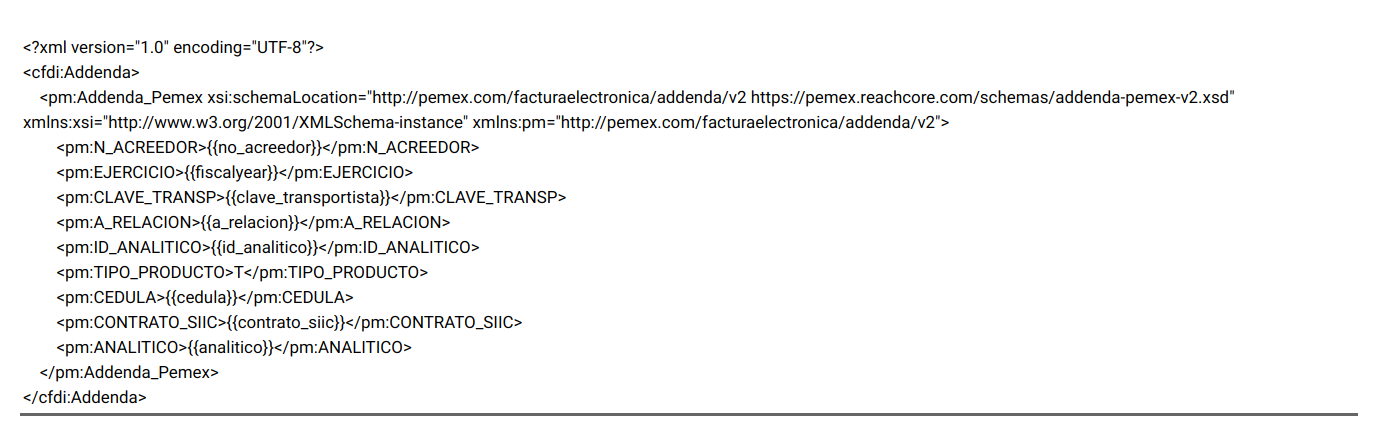 <?xml version="1.0" encoding="UTF-8"?>
<cfdi:Addenda>
<pm:Addenda_Pemex xsi:schemaLocation="http://pemex.com/facturaelectronica/addenda/v2 https://pemex.reachcore.com/schemas/addenda-pemex-v2.xsd"
xmlns:xsi="http://www.w3.org/2001/XMLSchema-instance" xmlns:pm="http://pemex.com/facturaelectronica/addenda/v2">
<pm:N_ACREEDOR>{{no_acreedor}}</pm:N_ACREEDOR>
<pm:EJERCICIO>{{fiscalyear}}</pm:EJERCICIO>
<pm:CLAVE_TRANSP>{{clave_transportista}}</pm:CLAVE_TRANSP>
<pm:A_RELACION>{{a_relacion}}</pm:A_RELACION>
<pm:ID_ANALITICO>{{id_analitico}}</pm:ID_ANALITICO>
<pm:TIPO_PRODUCTO>T</pm:TIPO_PRODUCTO>
<pm:CEDULA>{{cedula}}</pm:CEDULA>
<pm:CONTRATO_SIIC>{{contrato_siic}}</pm:CONTRATO_SIIC>
<pm:ANALITICO>{{analitico}}</pm:ANALITICO>
</pm:Addenda_Pemex>
</cfdi:Addenda>